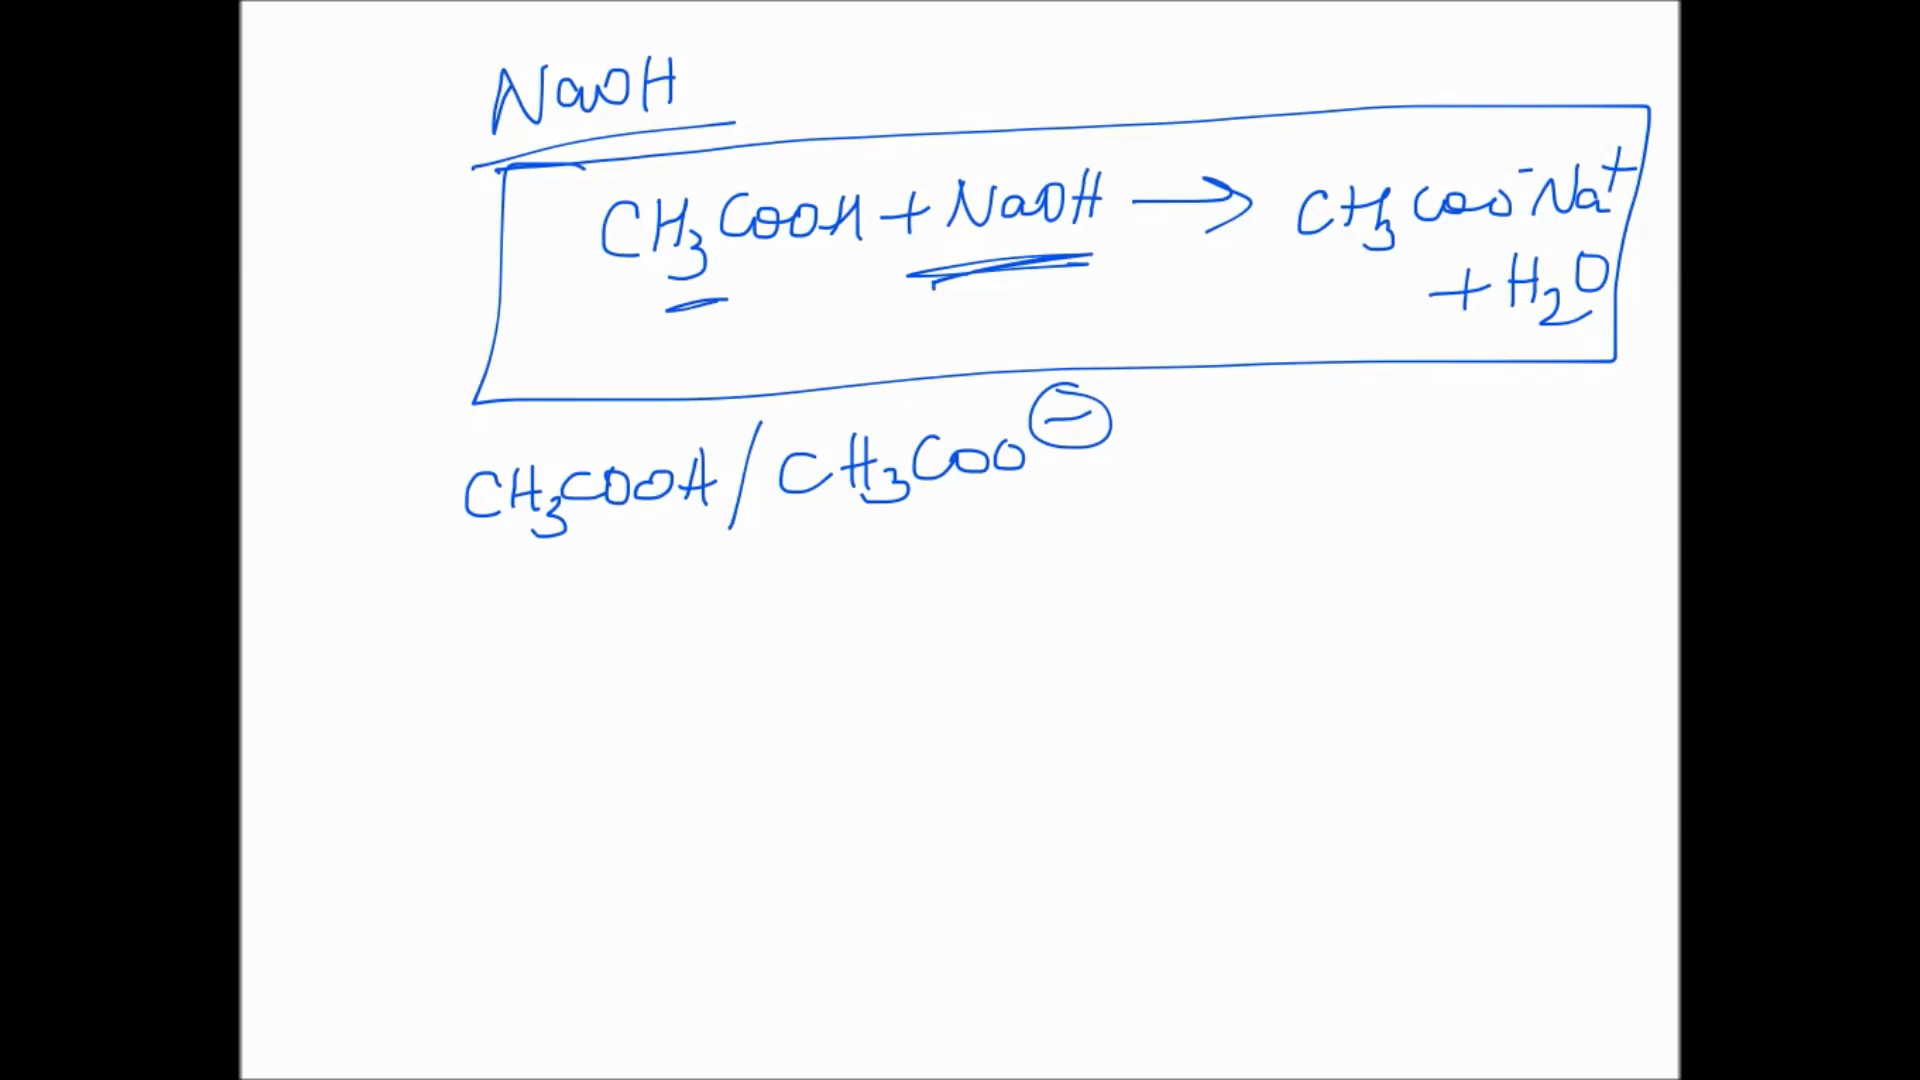 NaOH
CH₃COOH + NaOH → CH₃COO⁻Na⁺
+ H₂O
CH₃COOH / CH₃COO⊖